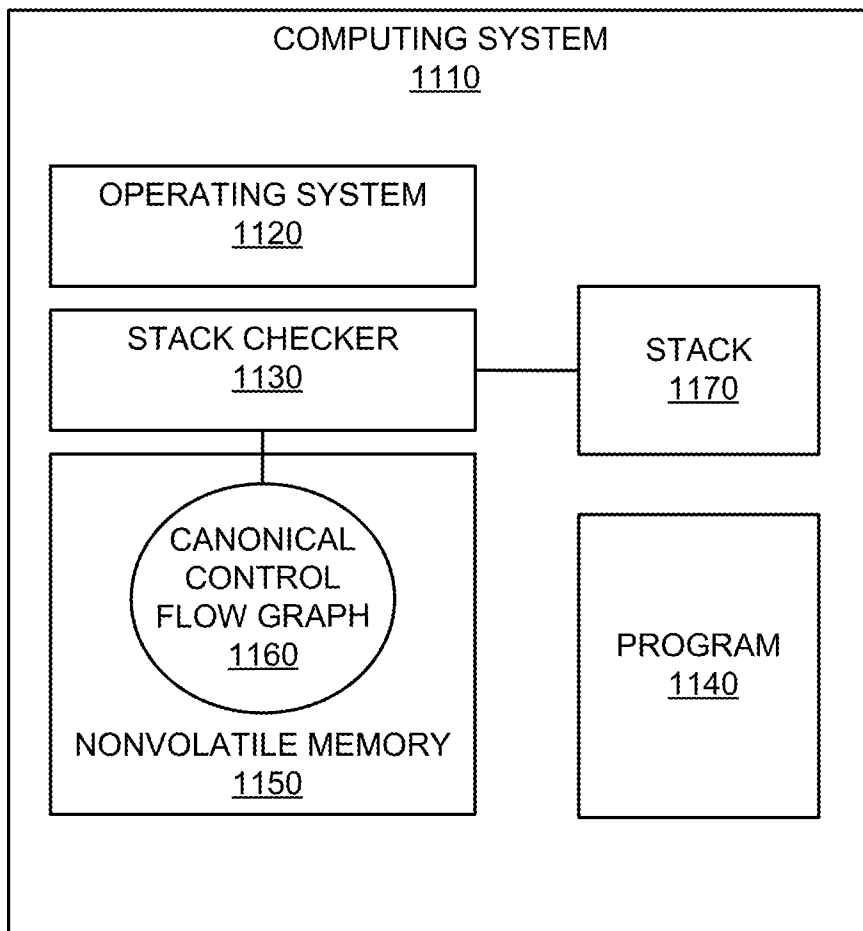 COMPUTING SYSTEM
1110
OPERATING SYSTEM
1120
STACK CHECKER
1130
STACK
1170
CANONICAL
CONTROL
FLOW GRAPH
1160
NONVOLATILE MEMORY
1150
PROGRAM
1140